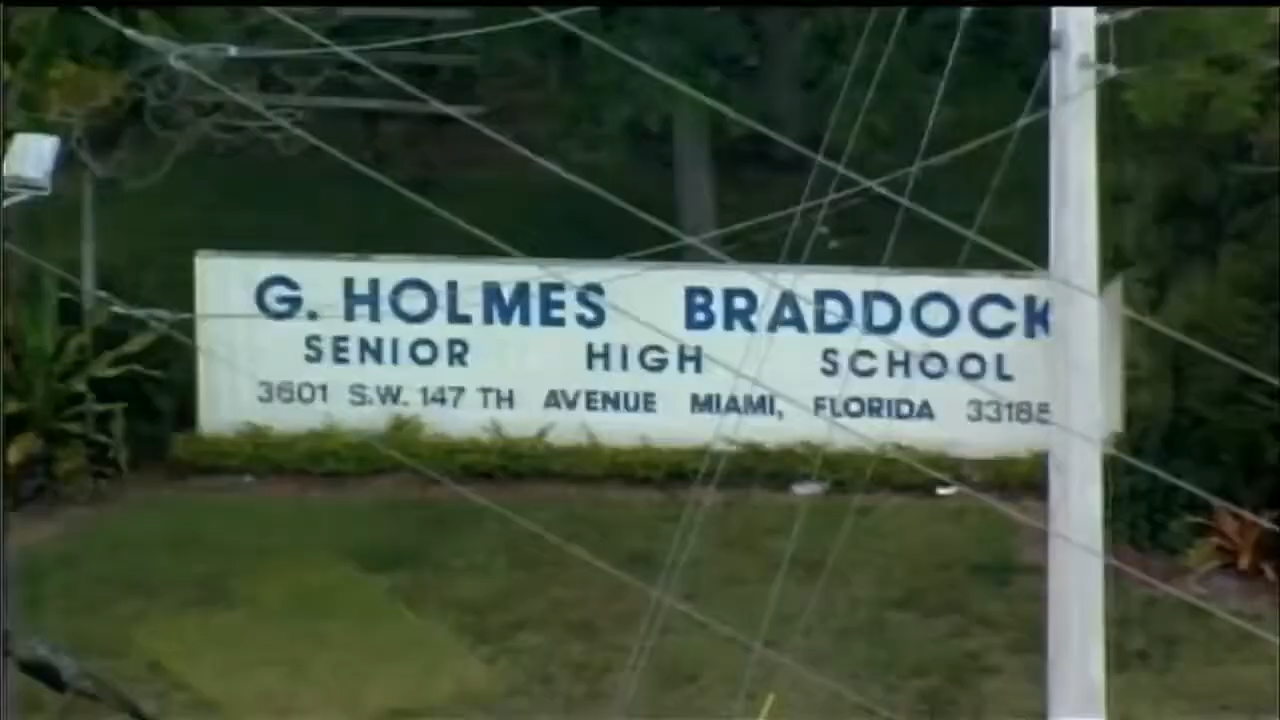 G. HOLMES BRADDOCK
SENIOR HIGH SCHOOL
3601 S.W. 147 TH AVENUE MIAMI, FLORIDA 33185